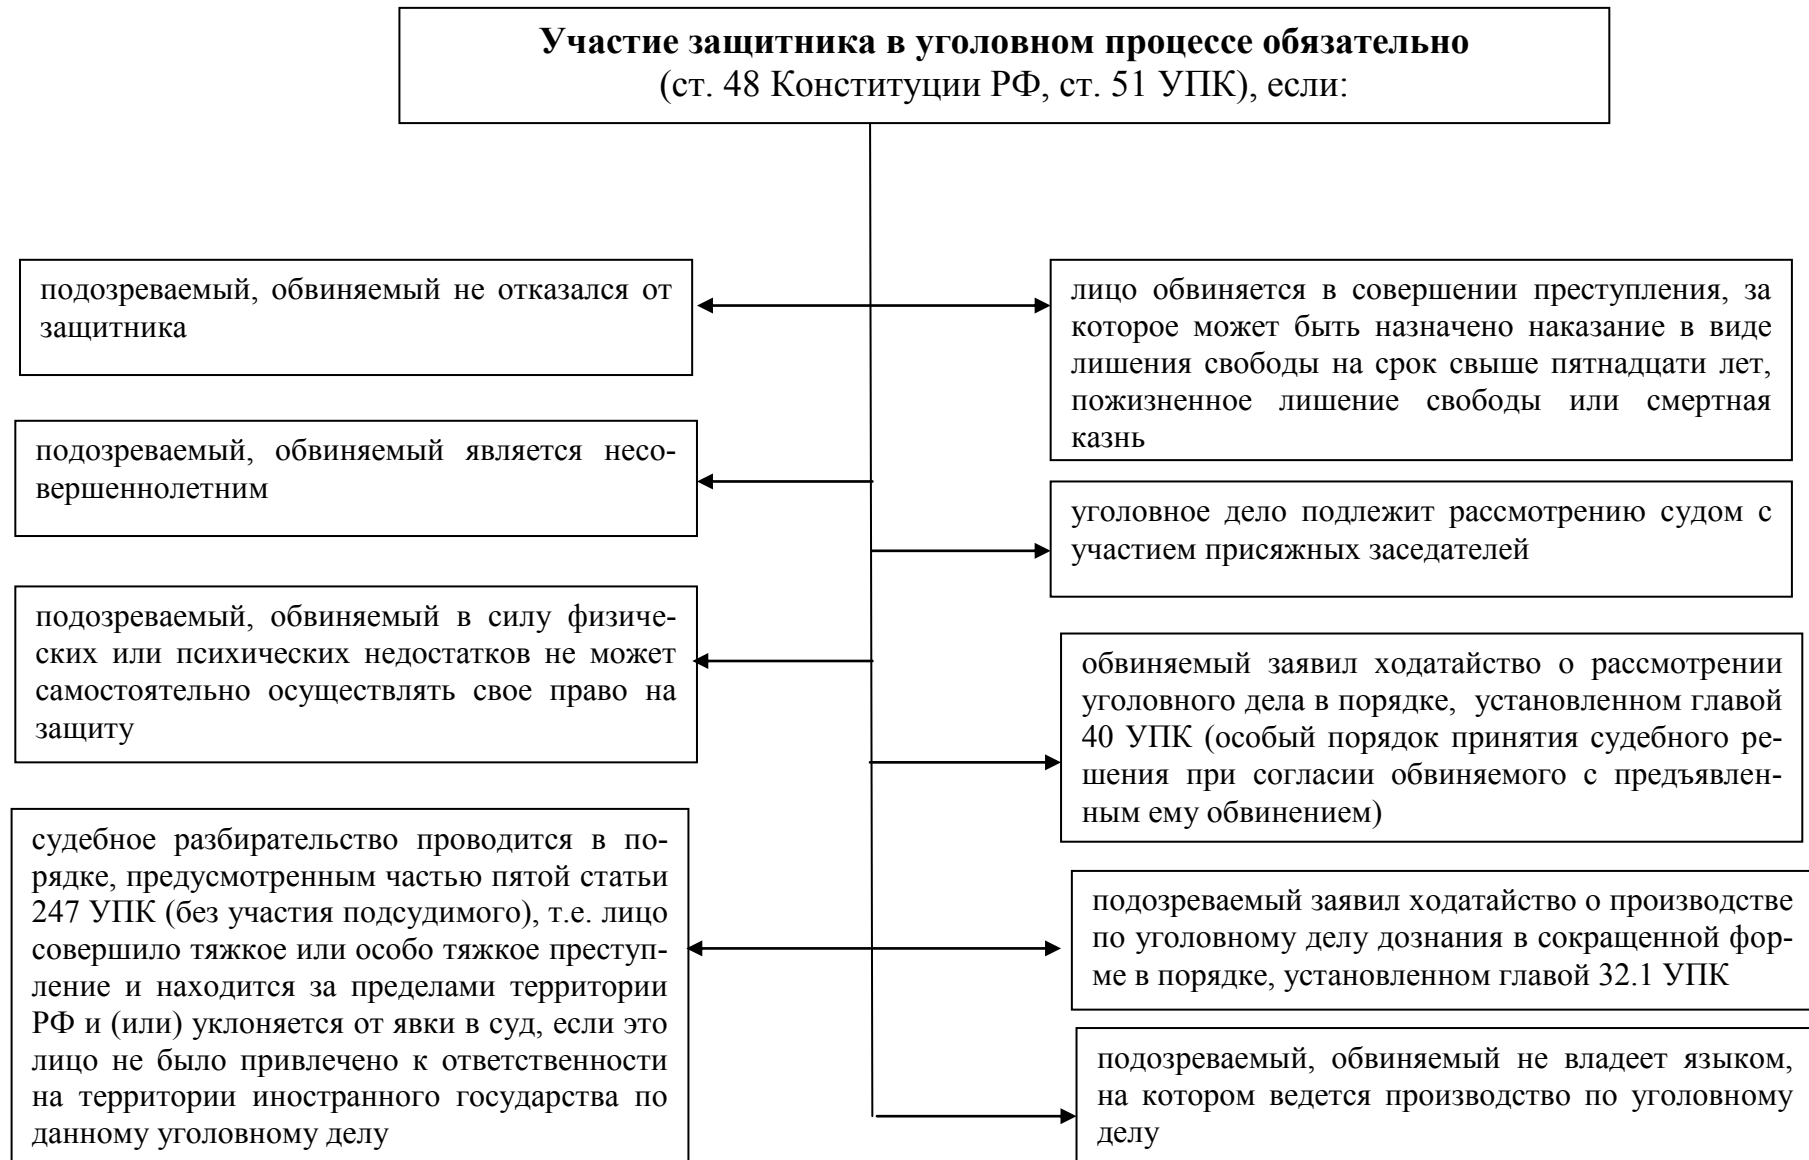 Участие защитника в уголовном процессе обязательно
(ст. 48 Конституции РФ, ст. 51 УПК), если:
подозреваемый, обвиняемый не отказался от
защитника
подозреваемый, обвиняемый является несо-
вершеннолетним
подозреваемый, обвиняемый в силу физиче-
ских или психических недостатков не может
самостоятельно осуществлять свое право на
защиту
судебное разбирательство проводится в по-
рядке, предусмотренным частью пятой статьи
247 УПК (без участия подсудимого), т.е. лицо
совершило тяжкое или особо тяжкое преступ-
ление и находится за пределами территории
РФ и (или) уклоняется от явки в суд, если это
лицо не было привлечено к ответственности
на территории иностранного государства по
данному уголовному делу
лицо обвиняется в совершении преступления, за
которое может быть назначено наказание в виде
лишения свободы на срок свыше пятнадцати лет,
пожизненное лишение свободы или смертная
казнь
уголовное дело подлежит рассмотрению судом с
участием присяжных заседателей
обвиняемый заявил ходатайство о рассмотрении
уголовного дела в порядке, установленном главой
40 УПК (особый порядок принятия судебного ре-
шения при согласии обвиняемого с предъявлен-
ным ему обвинением)
подозреваемый заявил ходатайство о производстве
по уголовному делу дознания в сокращенной фор-
ме в порядке, установленном главой 32.1 УПК
подозреваемый, обвиняемый не владеет языком,
на котором ведется производство по уголовному
делу